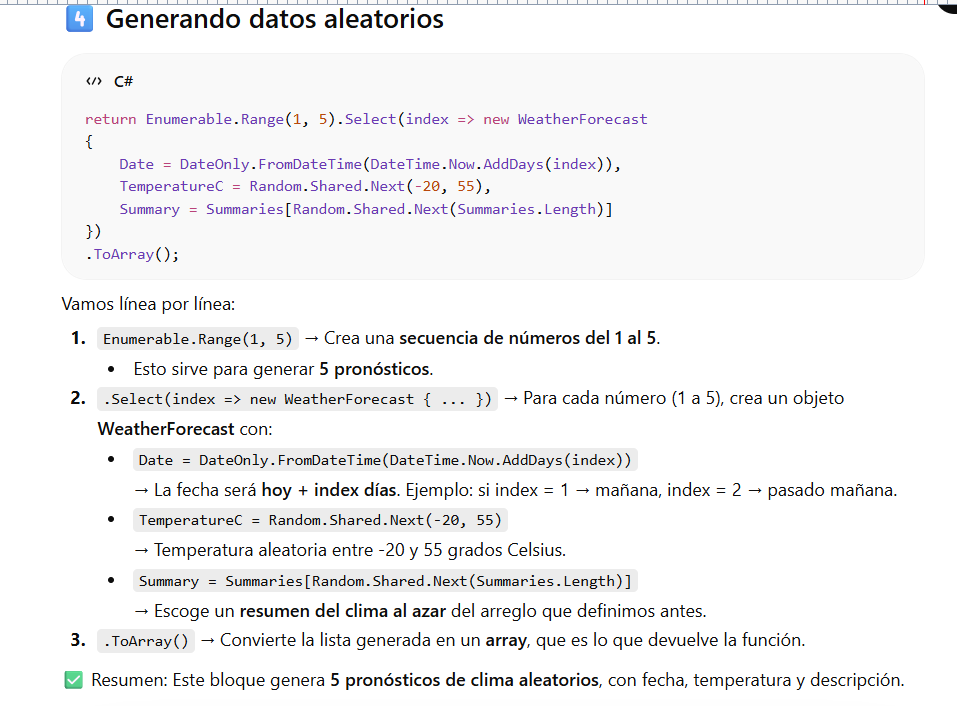 4 Generando datos aleatorios
</> C#
return Enumerable.Range(1, 5).Select(index => new WeatherForecast
{
    Date = DateOnly.FromDateTime(DateTime.Now.AddDays(index)),
    TemperatureC = Random.Shared.Next(-20, 55),
    Summary = Summaries[Random.Shared.Next(Summaries.Length)]
})
.ToArray();
Vamos línea por línea:
1. Enumerable.Range(1, 5) → Crea una secuencia de números del 1 al 5.
• Esto sirve para generar 5 pronósticos.
2. .Select(index => new WeatherForecast { ... }) → Para cada número (1 a 5), crea un objeto
WeatherForecast con:
• Date = DateOnly.FromDateTime(DateTime.Now.AddDays(index))
→ La fecha será hoy + index días. Ejemplo: si index = 1 → mañana, index = 2 → pasado mañana.
• TemperatureC = Random.Shared.Next(-20, 55)
→ Temperatura aleatoria entre -20 y 55 grados Celsius.
• Summary = Summaries[Random.Shared.Next(Summaries.Length)]
→ Escoge un resumen del clima al azar del arreglo que definimos antes.
3. .ToArray() → Convierte la lista generada en un array, que es lo que devuelve la función.
✅ Resumen: Este bloque genera 5 pronósticos de clima aleatorios, con fecha, temperatura y descripción.